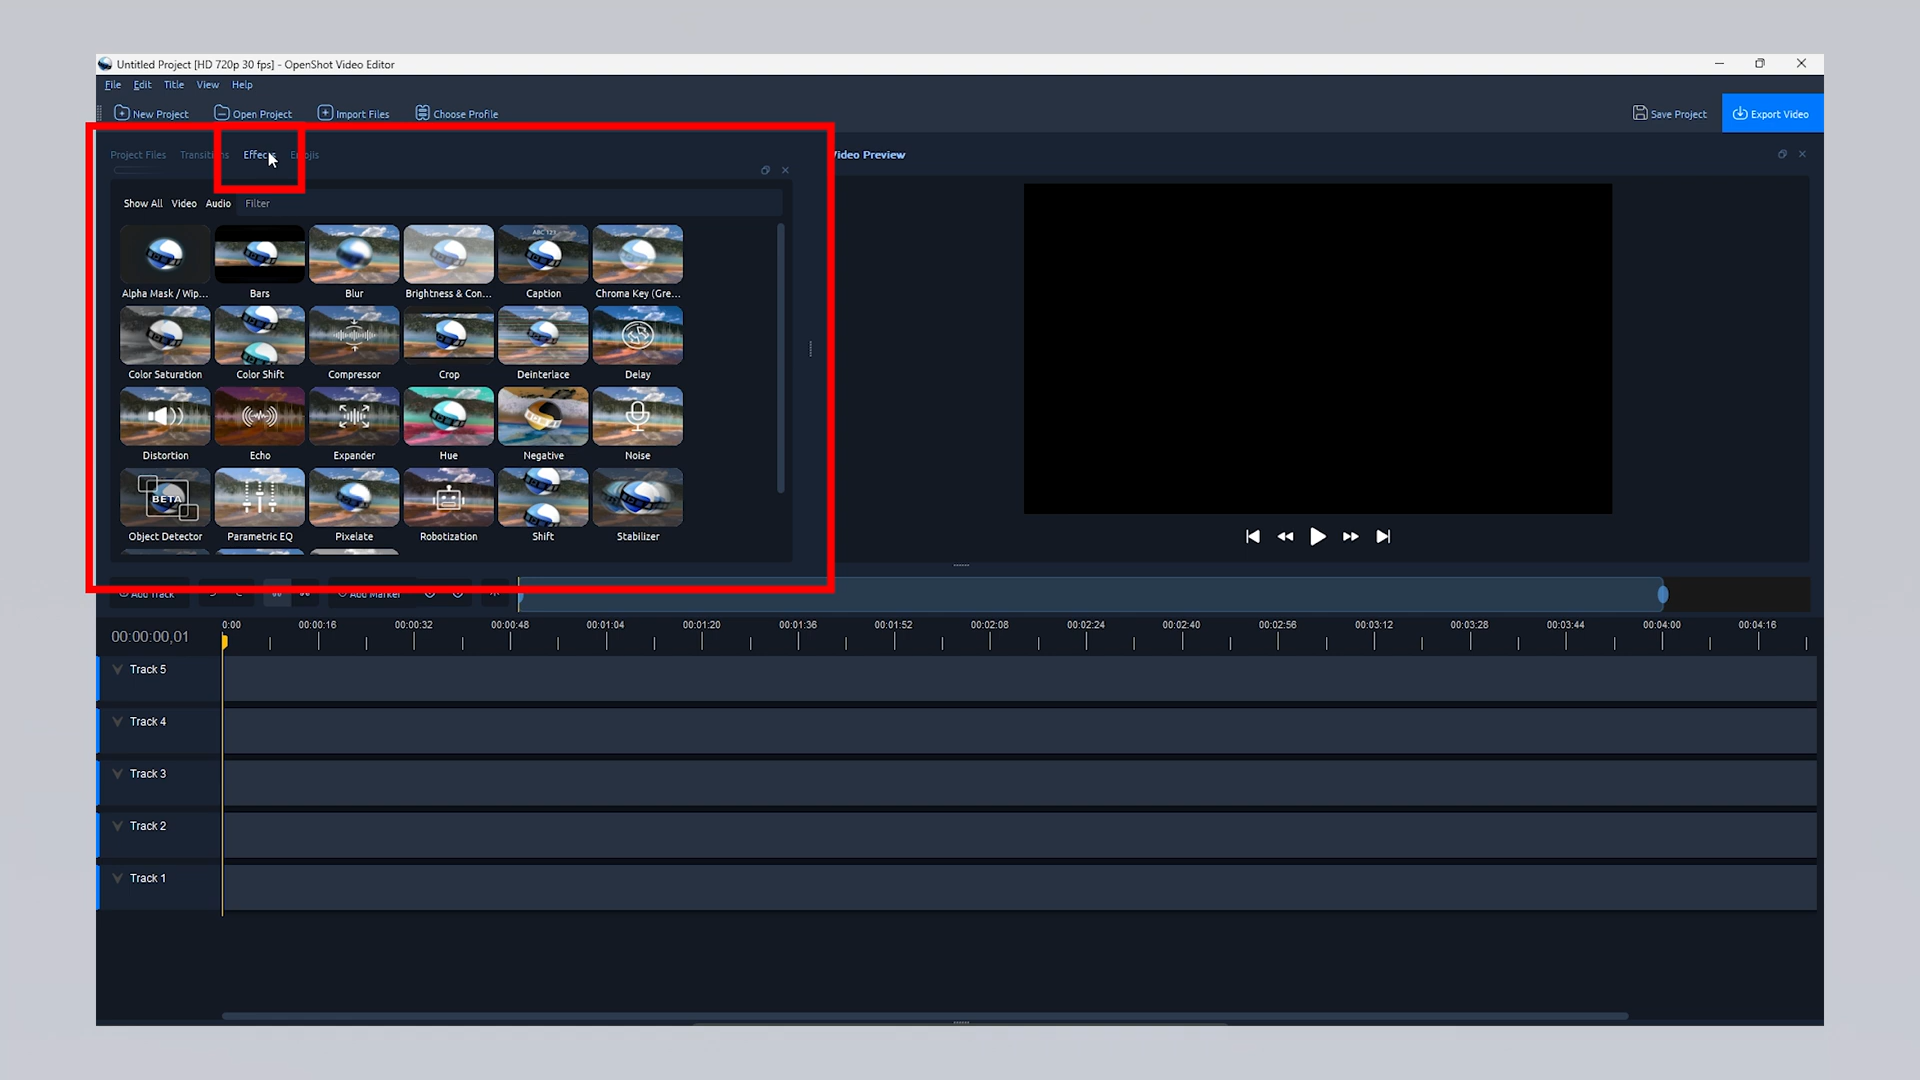 Untitled Project [HD 720p 30 fps] - OpenShot Video Editor
File Edit Title View Help
New Project Open Project Import Files Choose Profile Save Project Export Video
Project Files Transitions Effects Emojis
Video Preview
Show All Video Audio Filter
ABC 123
Alpha Mask / Wip... Bars Blur Brightness & Con... Caption Chroma Key (Gre...
Color Saturation Color Shift Compressor Crop Deinterlace Delay
Distortion Echo Expander Hue Negative Noise
BETA
Object Detector Parametric EQ Pixelate Robotization Shift Stabilizer
Add Track Add Marker
00:00:00,01
0:00 00:00:16 00:00:32 00:00:48 00:01:04 00:01:20 00:01:36 00:01:52 00:02:08 00:02:24 00:02:40 00:02:56 00:03:12 00:03:28 00:03:44 00:04:00 00:04:16
Track 5
Track 4
Track 3
Track 2
Track 1